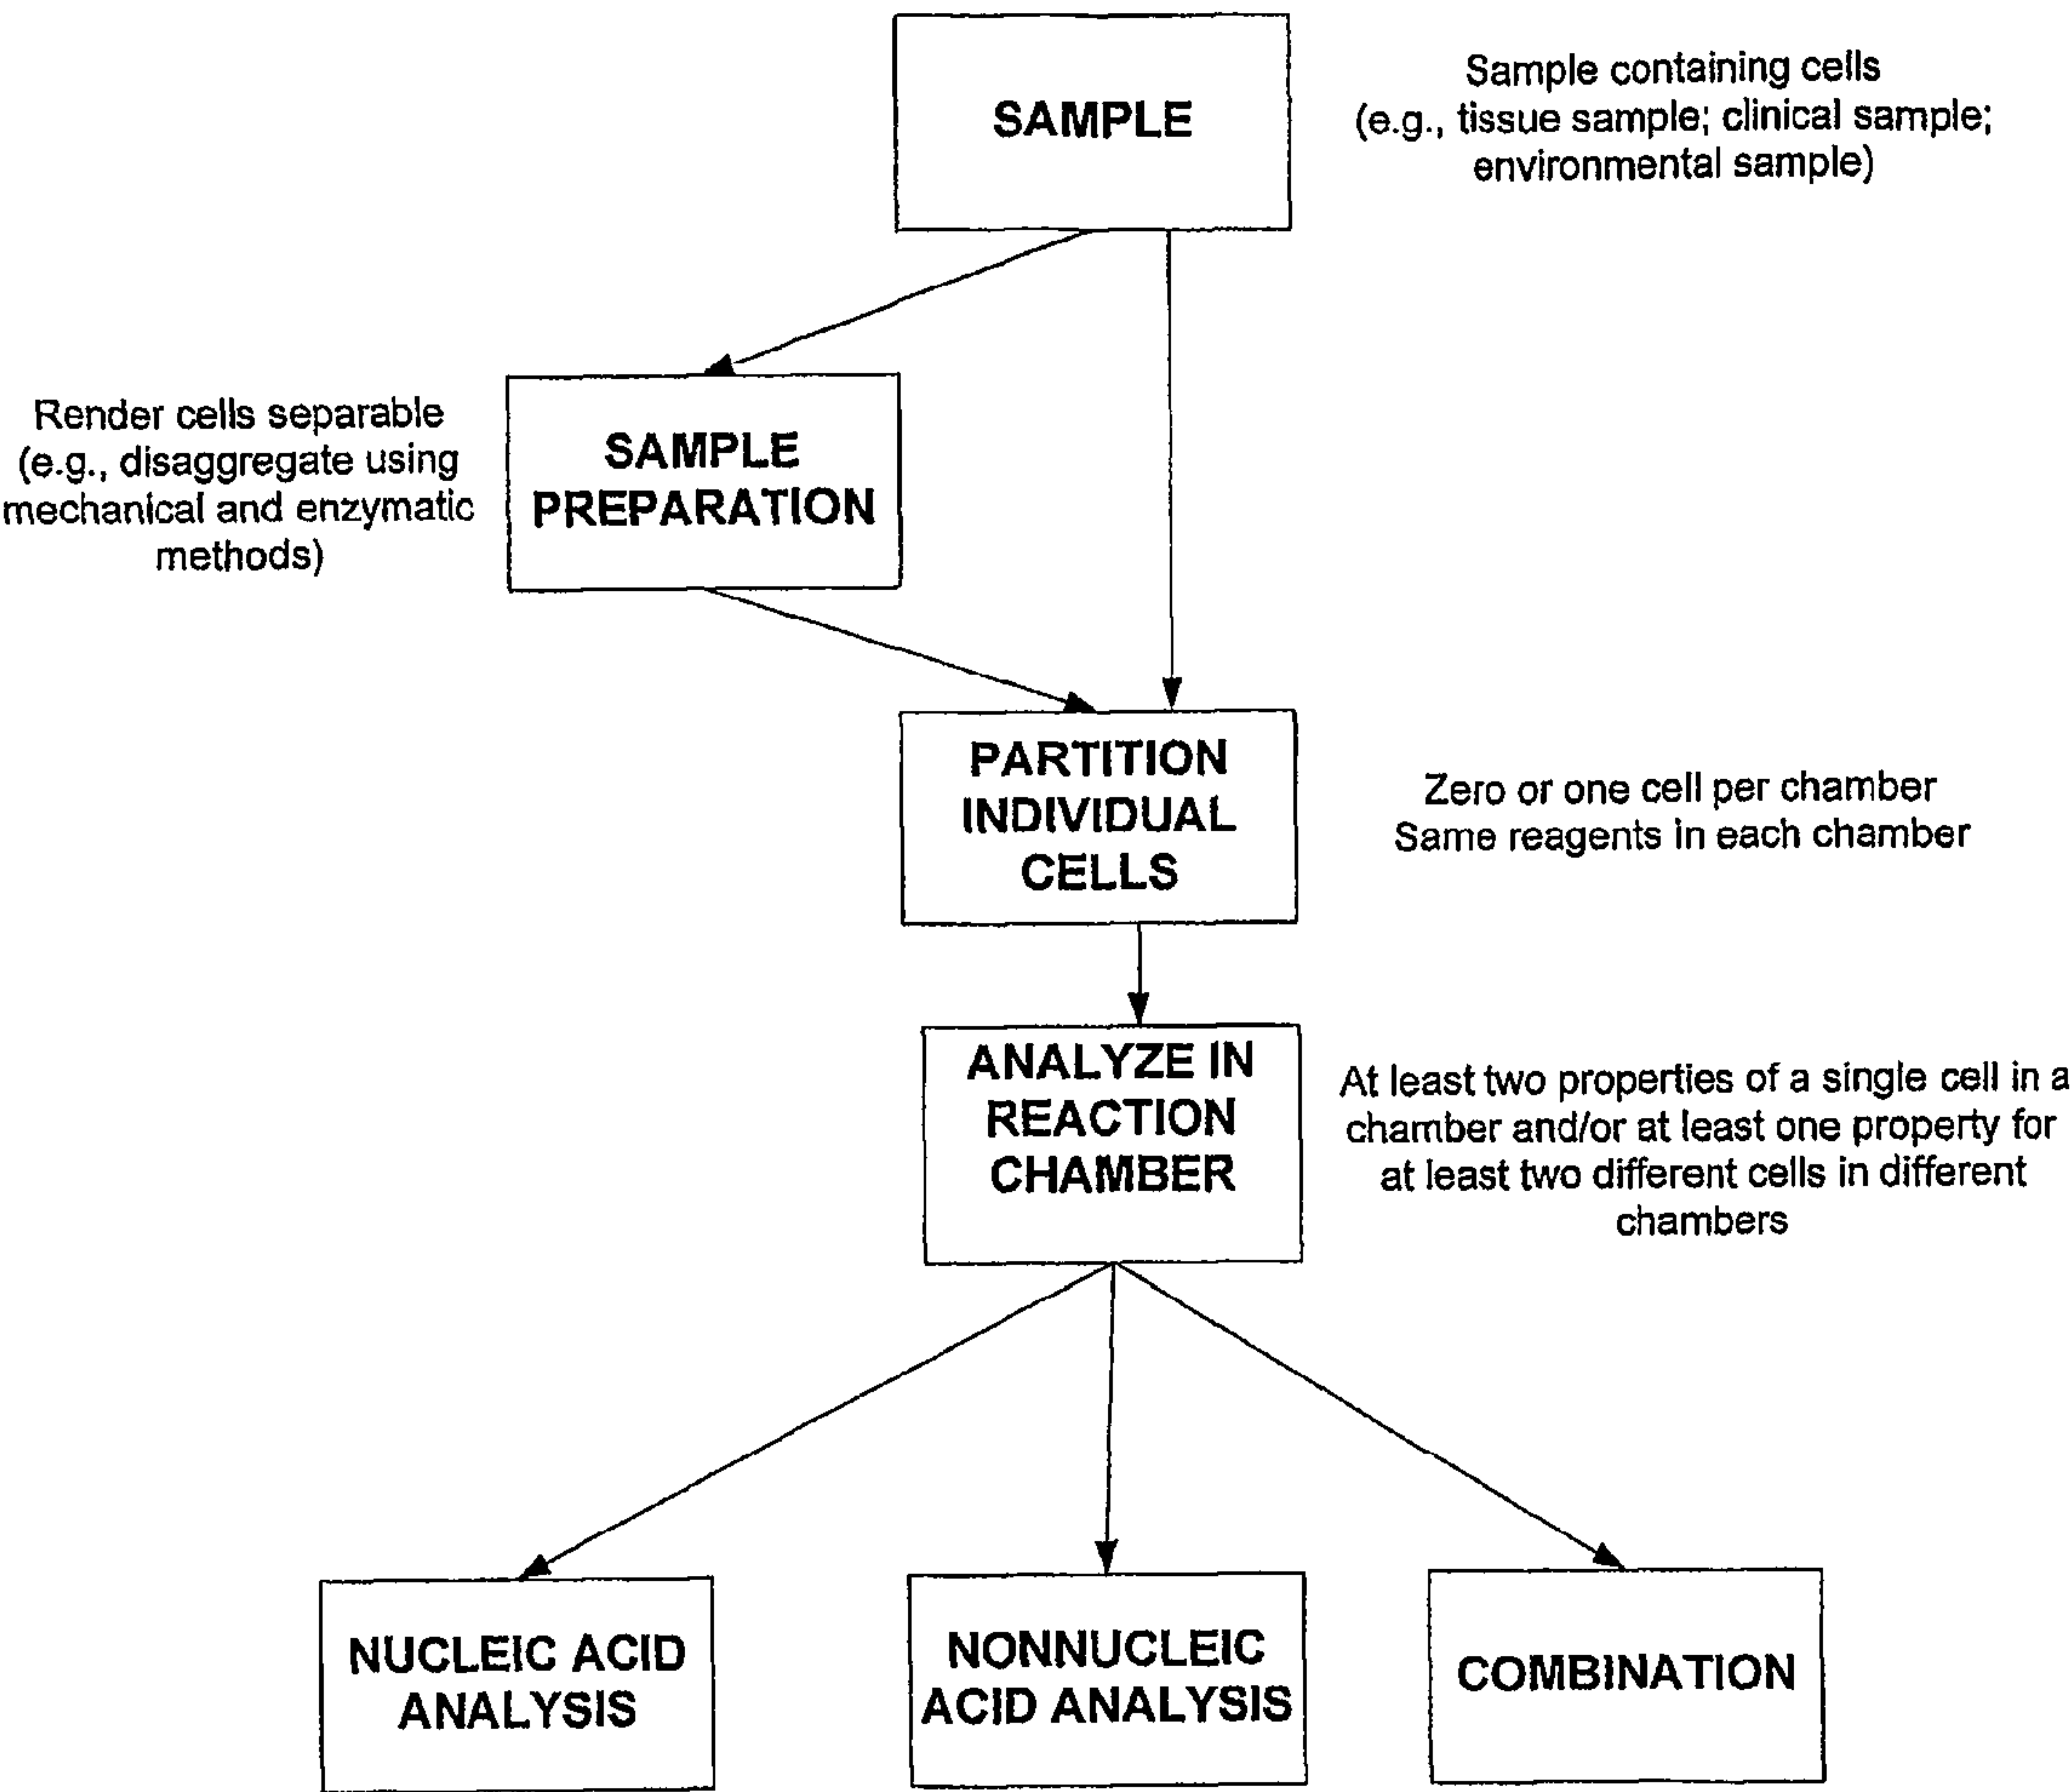 SAMPLE
Sample containing cells
(e.g., tissue sample; clinical sample;
environmental sample)
Render cells separable
(e.g., disaggregate using
mechanical and enzymatic
methods)
SAMPLE
PREPARATION
PARTITION
INDIVIDUAL
CELLS
Zero or one cell per chamber
Same reagents in each chamber
ANALYZE IN
REACTION
CHAMBER
At least two properties of a single cell in a
chamber and/or at least one property for
at least two different cells in different
chambers
NUCLEIC ACID
ANALYSIS
NONNUCLEIC
ACID ANALYSIS
COMBINATION